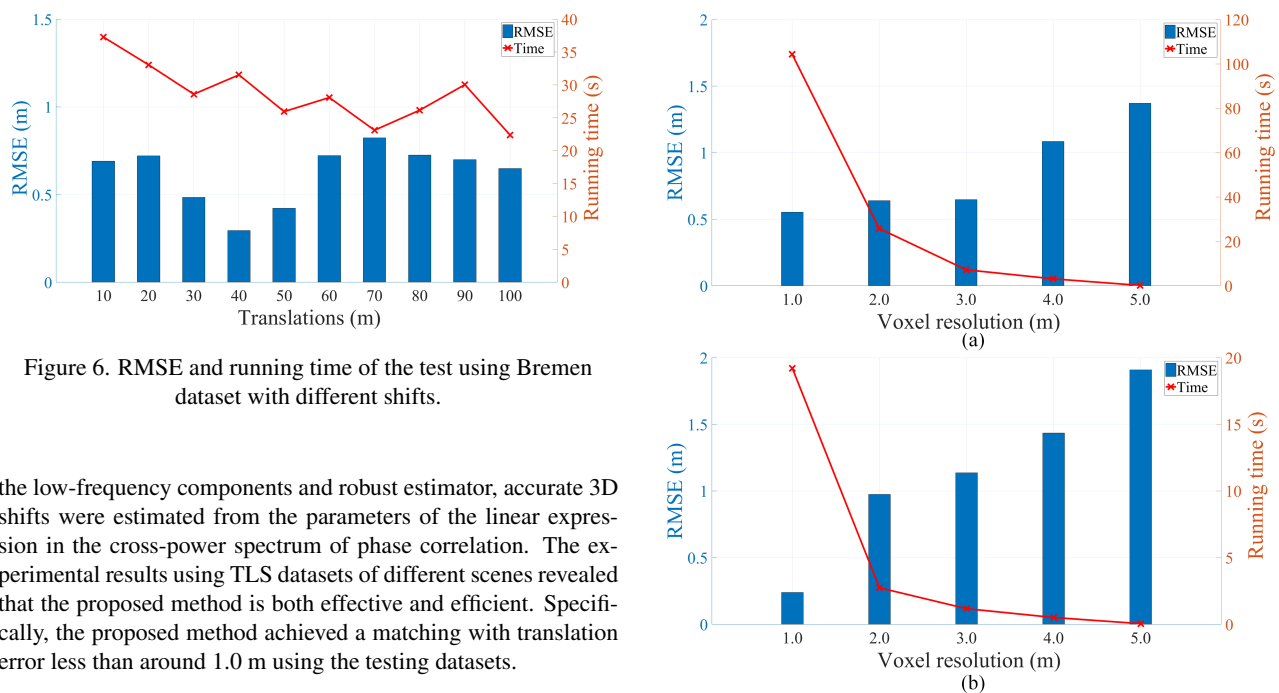 1.5
1
0.5
0
RMSE (m)
40
35
30
25
20
15
10
5
0
Running time (s)
RMSE
Time
10 20 30 40 50 60 70 80 90 100
Translations (m)
Figure 6. RMSE and running time of the test using Bremen
dataset with different shifts.
the low-frequency components and robust estimator, accurate 3D
shifts were estimated from the parameters of the linear expres-
sion in the cross-power spectrum of phase correlation. The ex-
perimental results using TLS datasets of different scenes revealed
that the proposed method is both effective and efficient. Specifi-
cally, the proposed method achieved a matching with translation
error less than around 1.0 m using the testing datasets.
2
1.5
1
0.5
0
RMSE (m)
120
100
80
60
40
20
0
Running time (s)
RMSE
Time
1.0 2.0 3.0 4.0 5.0
Voxel resolution (m)
(a)
2
1.5
1
0.5
0
RMSE (m)
20
15
10
5
0
Running time (s)
RMSE
Time
1.0 2.0 3.0 4.0 5.0
Voxel resolution (m)
(b)